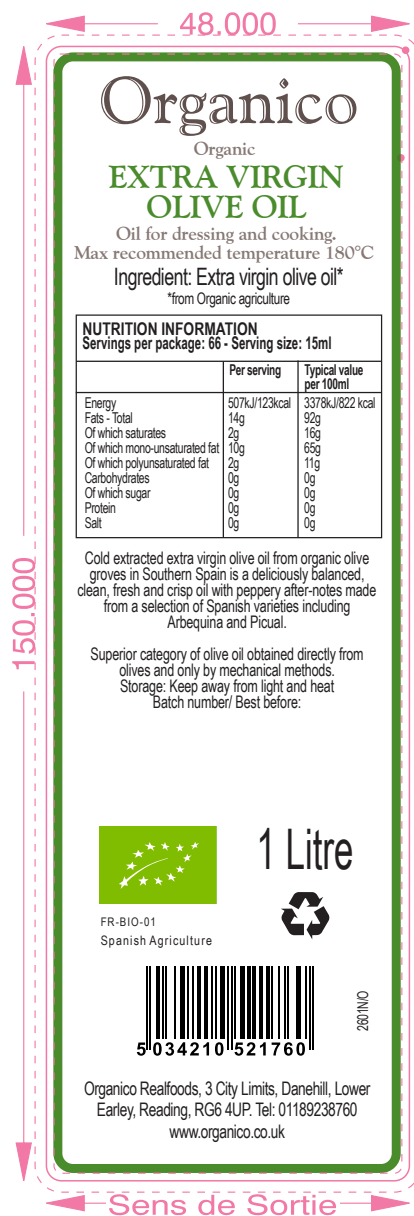 48.000
Organico
Organic
EXTRA VIRGIN
OLIVE OIL
Oil for dressing and cooking.
Max recommended temperature 180°C
Ingredient: Extra virgin olive oil*
*from Organic agriculture
NUTRITION INFORMATION
Servings per package: 66 - Serving size: 15ml
Per serving Typical value
per 100ml
Energy 507kJ/123kcal 3378kJ/822 kcal
Fats - Total 14g 92g
Of which saturates 2g 16g
Of which mono-unsaturated fat 10g 65g
Of which polyunsaturated fat 2g 11g
Carbohydrates 0g 0g
Of which sugar 0g 0g
Protein 0g 0g
Salt 0g 0g
150.000
Cold extracted extra virgin olive oil from organic olive
groves in Southern Spain is a deliciously balanced,
clean, fresh and crisp oil with peppery after-notes made
from a selection of Spanish varieties including
Arbequina and Picual.
Superior category of olive oil obtained directly from
olives and only by mechanical methods.
Storage: Keep away from light and heat
Batch number/ Best before:
1 Litre
FR-BIO-01
Spanish Agriculture
2601N/O
5 034210 521760
Organico Realfoods, 3 City Limits, Danehill, Lower
Earley, Reading, RG6 4UP. Tel: 01189238760
www.organico.co.uk
Sens de Sortie